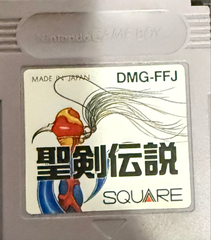 Nintendo GAME BOY
MADE IN JAPAN DMG-FFJ
聖剣伝説
SQUARE